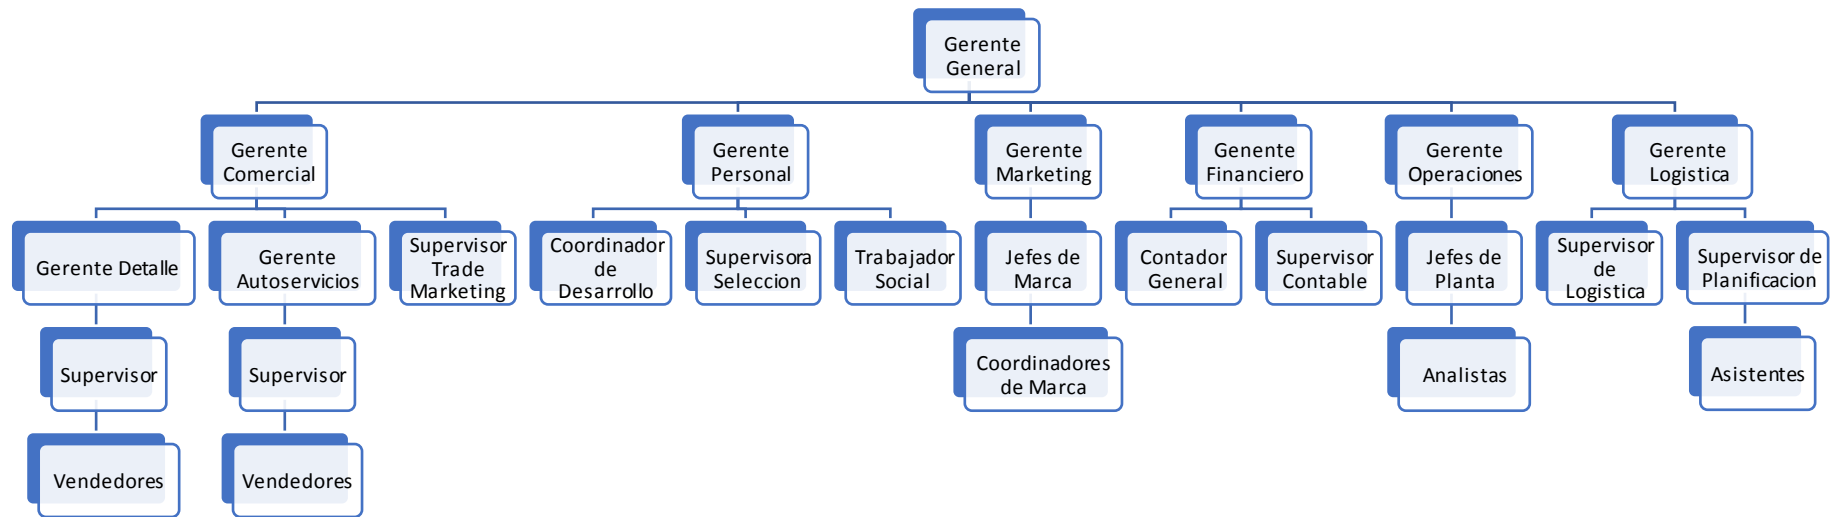 Gerente
General
Gerente
Comercial
Gerente
Personal
Gerente
Marketing
Genente
Financiero
Gerente
Operaciones
Gerente
Logistica
Gerente Detalle
Gerente
Autoservicios
Supervisor
Trade
Marketing
Coordinador
de
Desarrollo
Supervisora
Seleccion
Trabajador
Social
Jefes de
Marca
Contador
General
Supervisor
Contable
Jefes de
Planta
Supervisor
de
Logistica
Supervisor de
Planificacion
Supervisor
Supervisor
Coordinadores
de Marca
Analistas
Asistentes
Vendedores
Vendedores